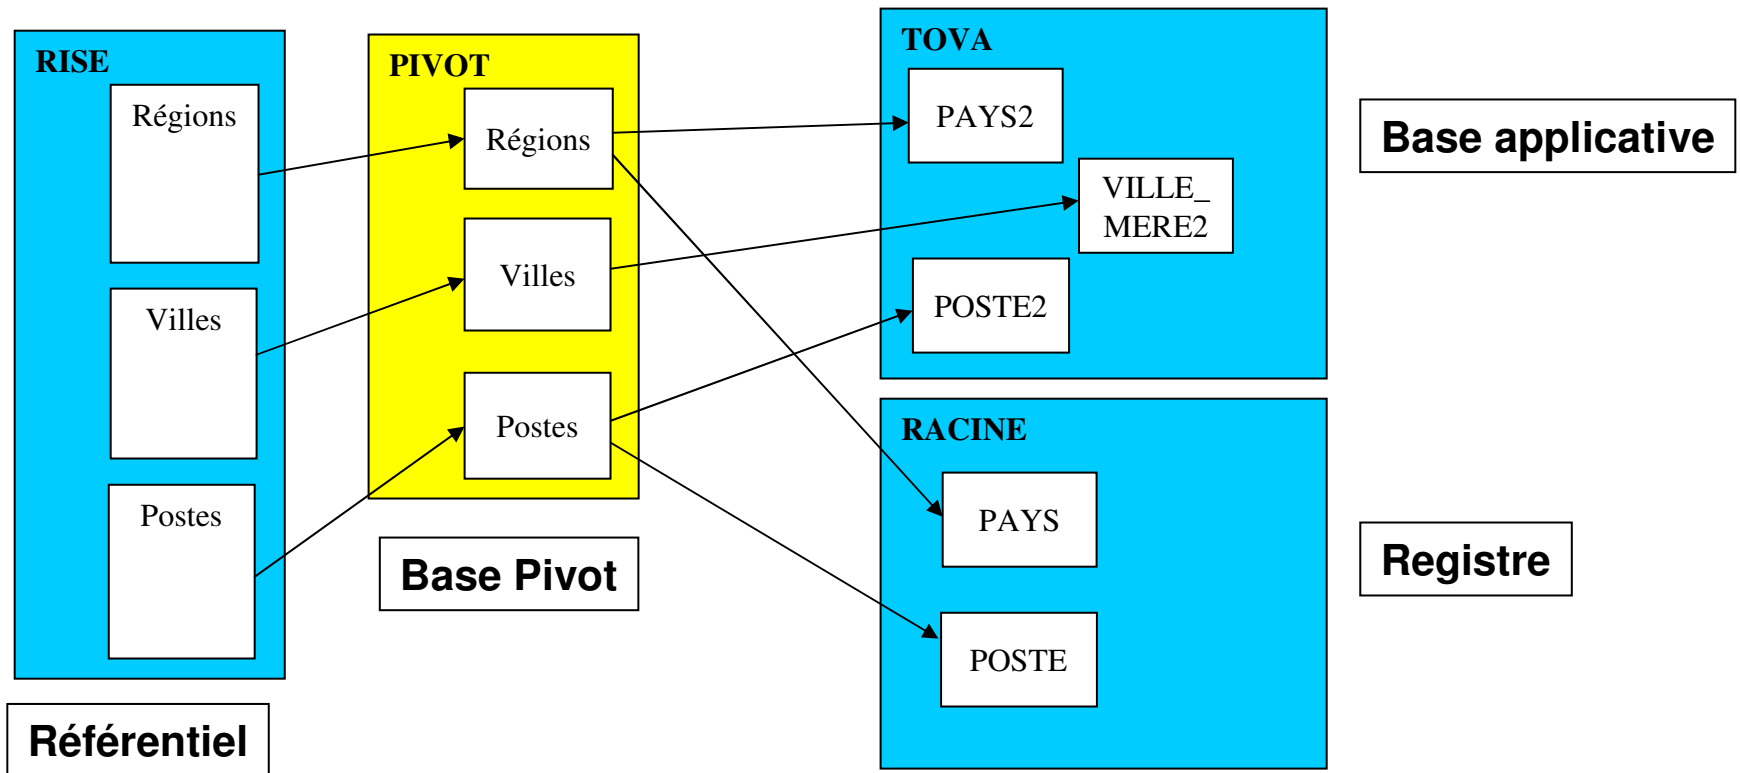 RISE
Régions
Villes
Postes
Référentiel
PIVOT
Régions
Villes
Postes
Base Pivot
TOVA
PAYS2
VILLE_
MERE2
POSTE2
Base applicative
RACINE
PAYS
POSTE
Registre